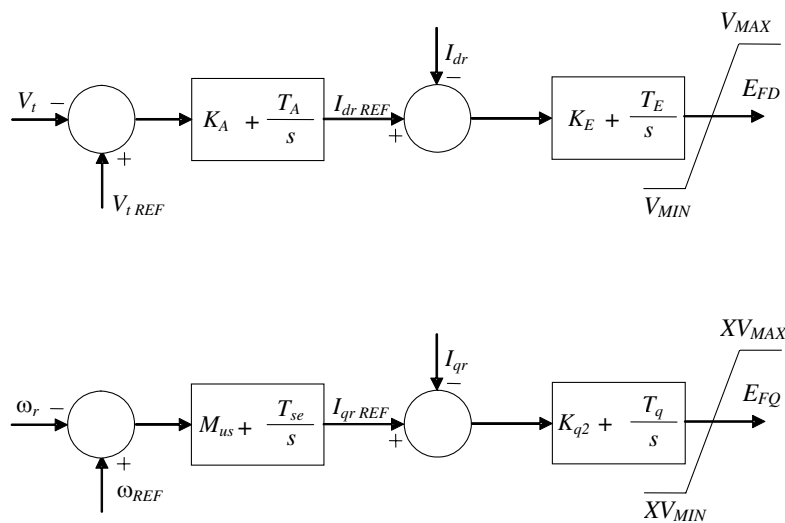 V_MAX
I_dr
V_t − K_A + T_A / s I_dr REF − + K_E + T_E / s E_FD
+
V_t REF
V_MIN
XV_MAX
I_qr
ω_r − M_us + T_se / s I_qr REF − + K_q2 + T_q / s E_FQ
+
ω_REF
XV_MIN